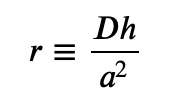 r ≡ Dh / a²